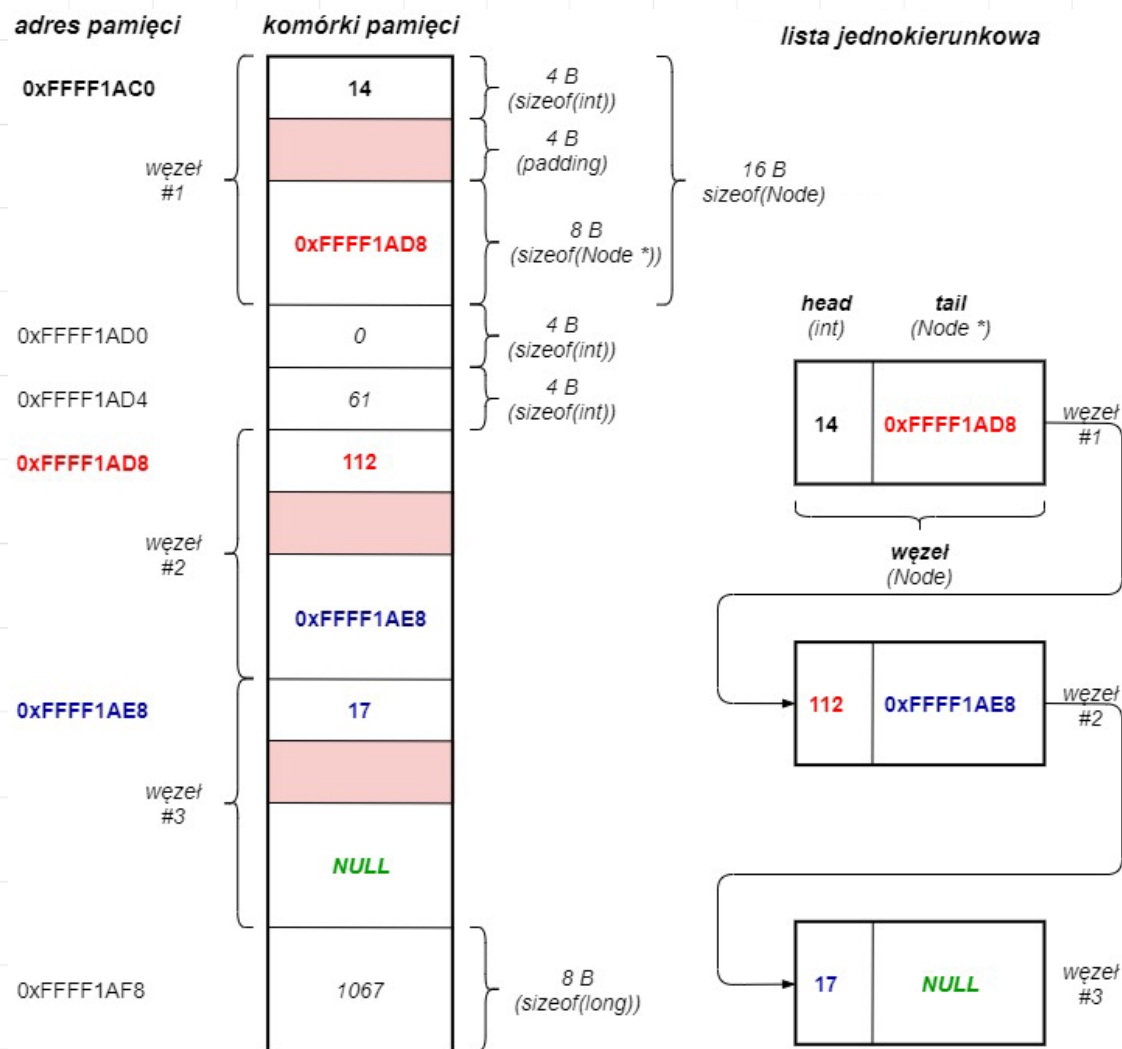 adres pamięci
komórki pamięci
lista jednokierunkowa
0xFFFF1AC0
14
4 B
(sizeof(int))
4 B
(padding)
węzeł
#1
16 B
sizeof(Node)
0xFFFF1AD8
8 B
(sizeof(Node *))
0xFFFF1AD0
0
4 B
(sizeof(int))
0xFFFF1AD4
61
4 B
(sizeof(int))
0xFFFF1AD8
112
węzeł
#2
0xFFFF1AE8
0xFFFF1AE8
17
węzeł
#3
NULL
0xFFFF1AF8
1067
8 B
(sizeof(long))
head
(int)
tail
(Node *)
14
0xFFFF1AD8
węzeł
#1
węzeł
(Node)
112
0xFFFF1AE8
węzeł
#2
17
NULL
węzeł
#3